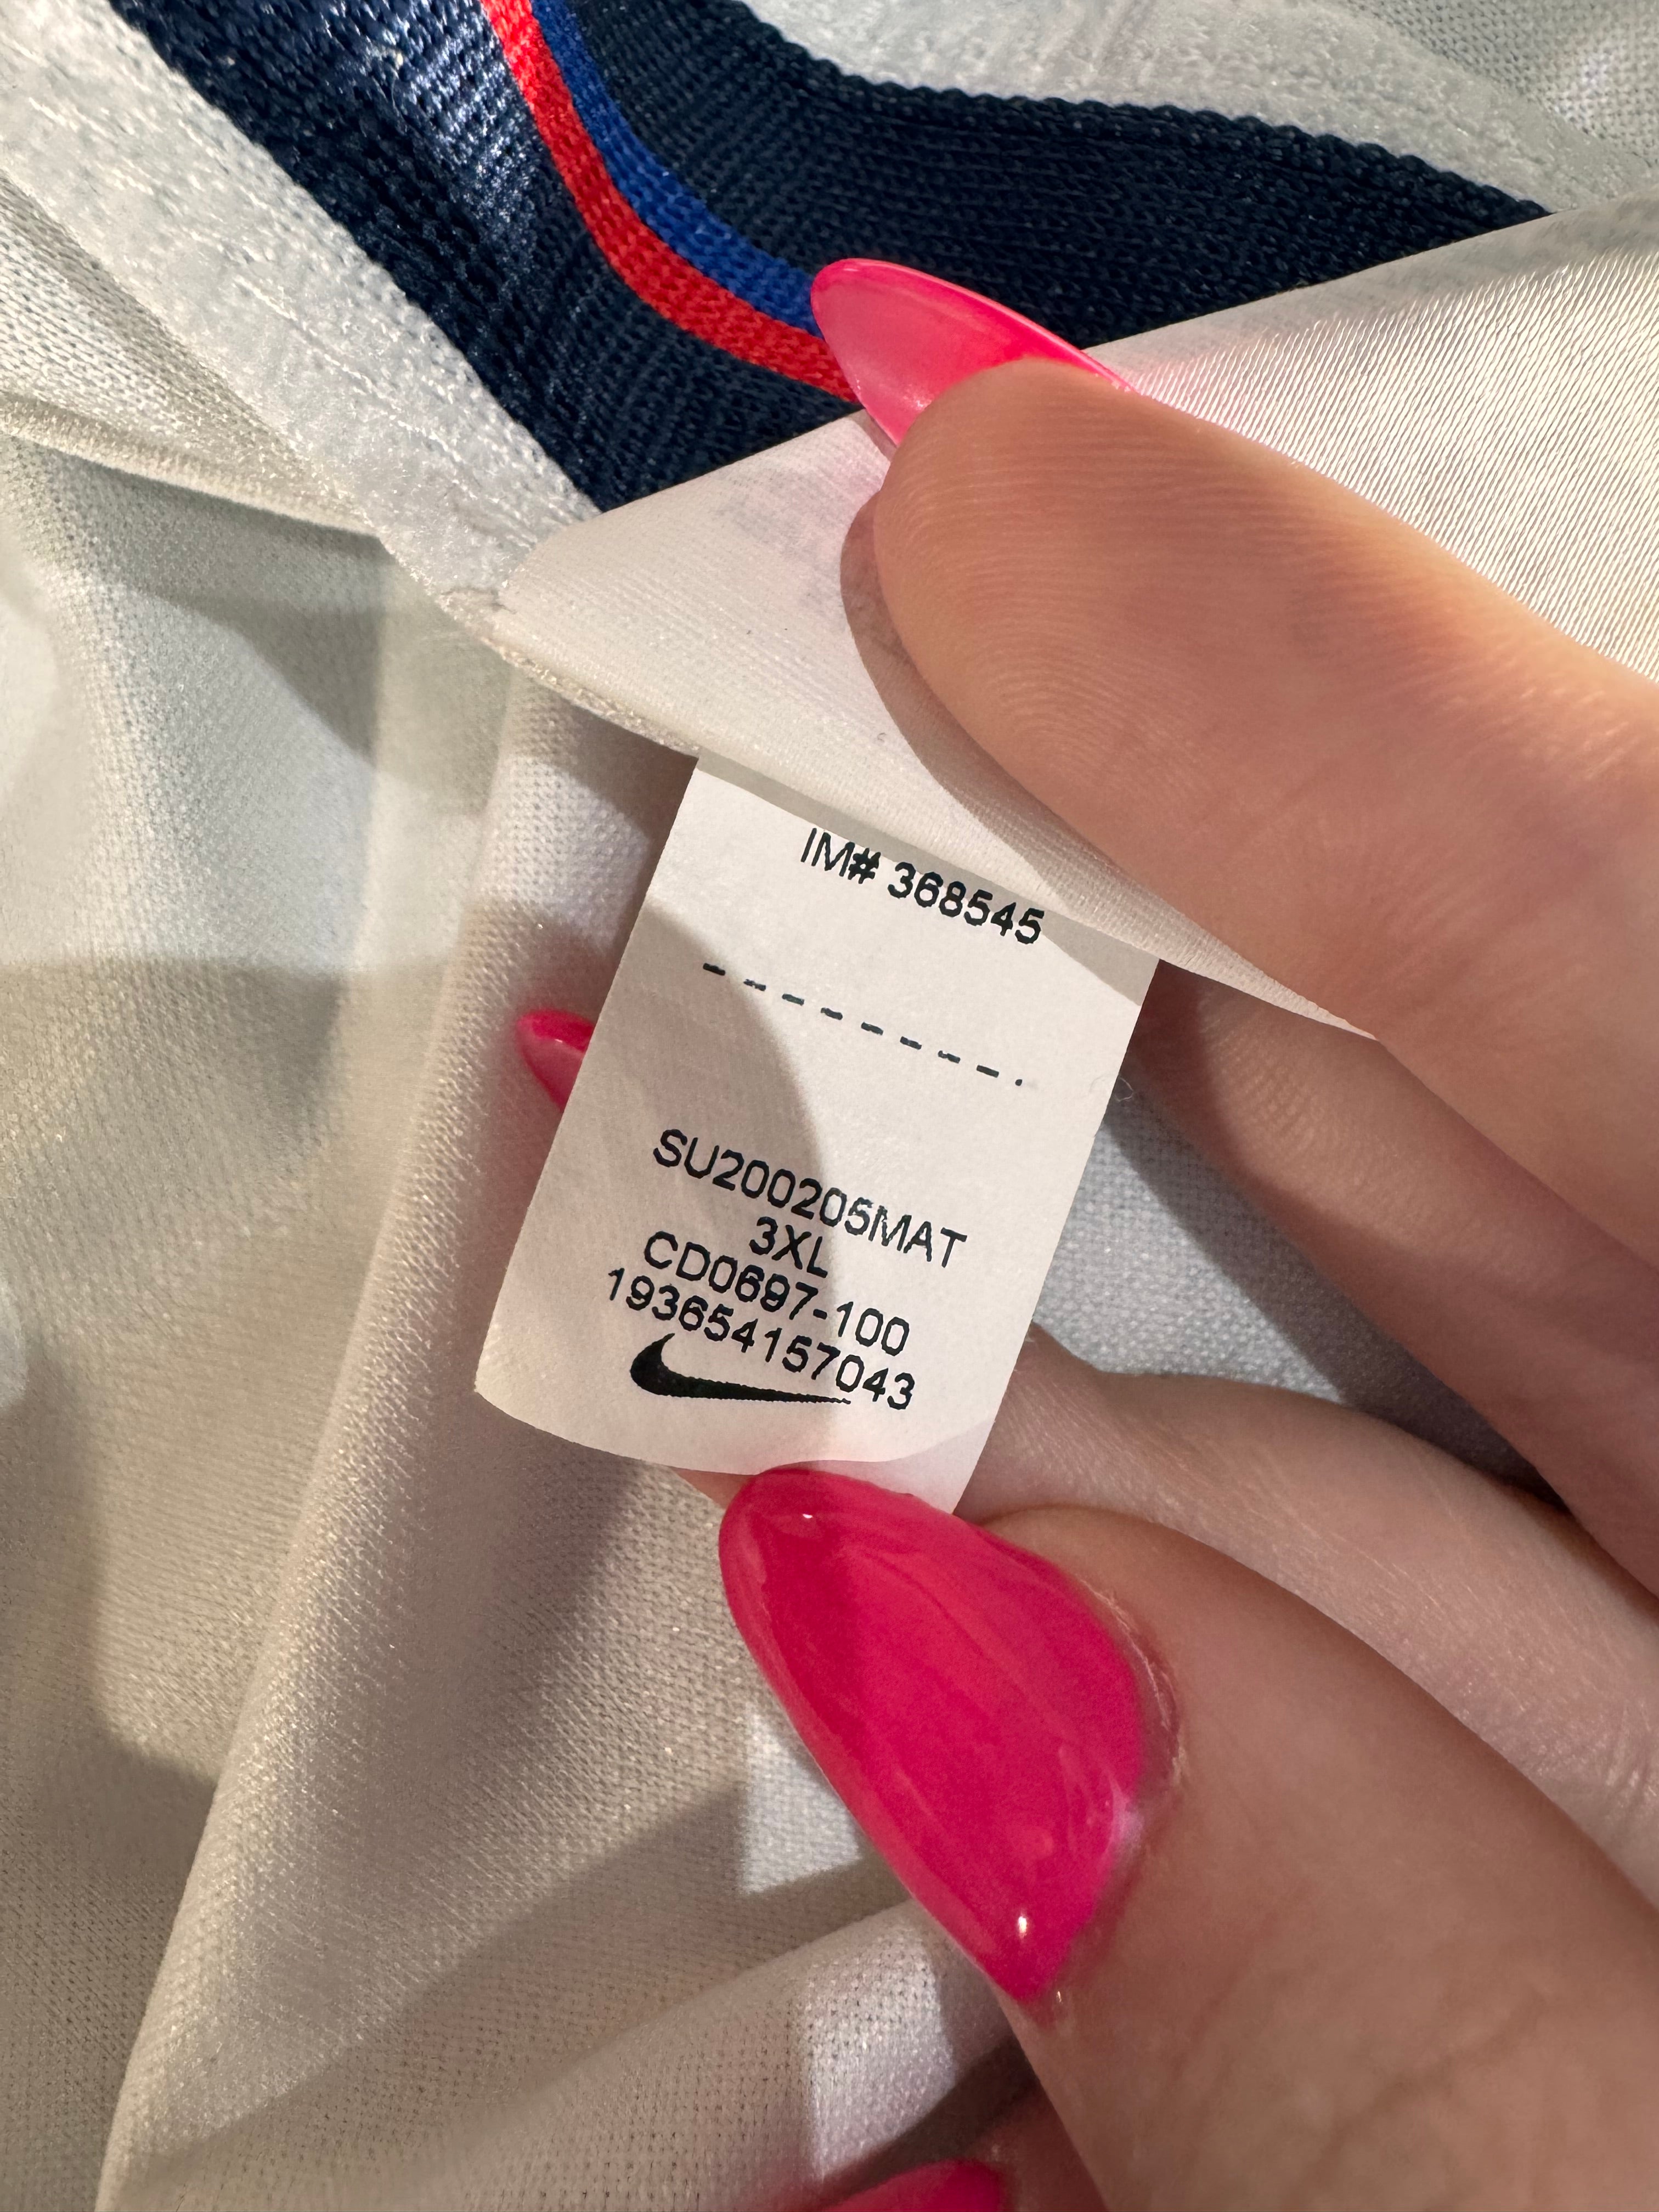 IM# 368545
--------.
SU200205MAT
3XL
CD0697-100
193654157043